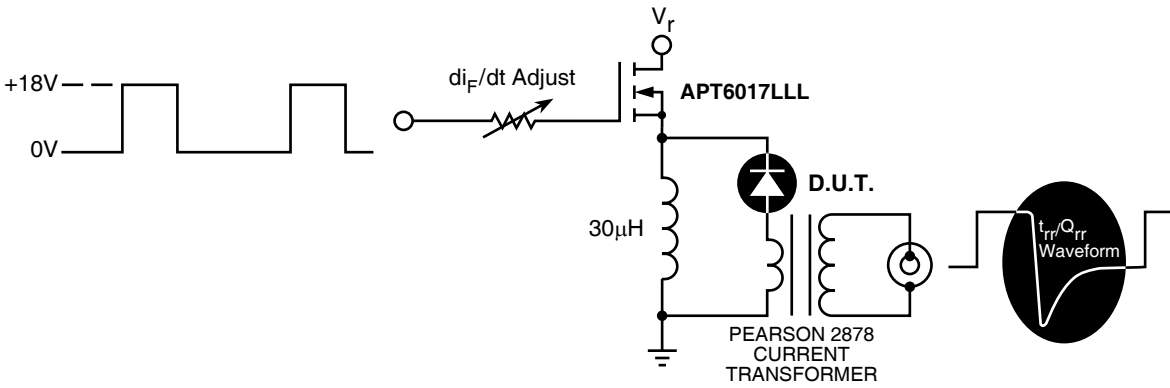 +18V
0V
di_F/dt Adjust
V_r
APT6017LLL
D.U.T.
30μH
PEARSON 2878
CURRENT
TRANSFORMER
t_rr/Q_rr
Waveform